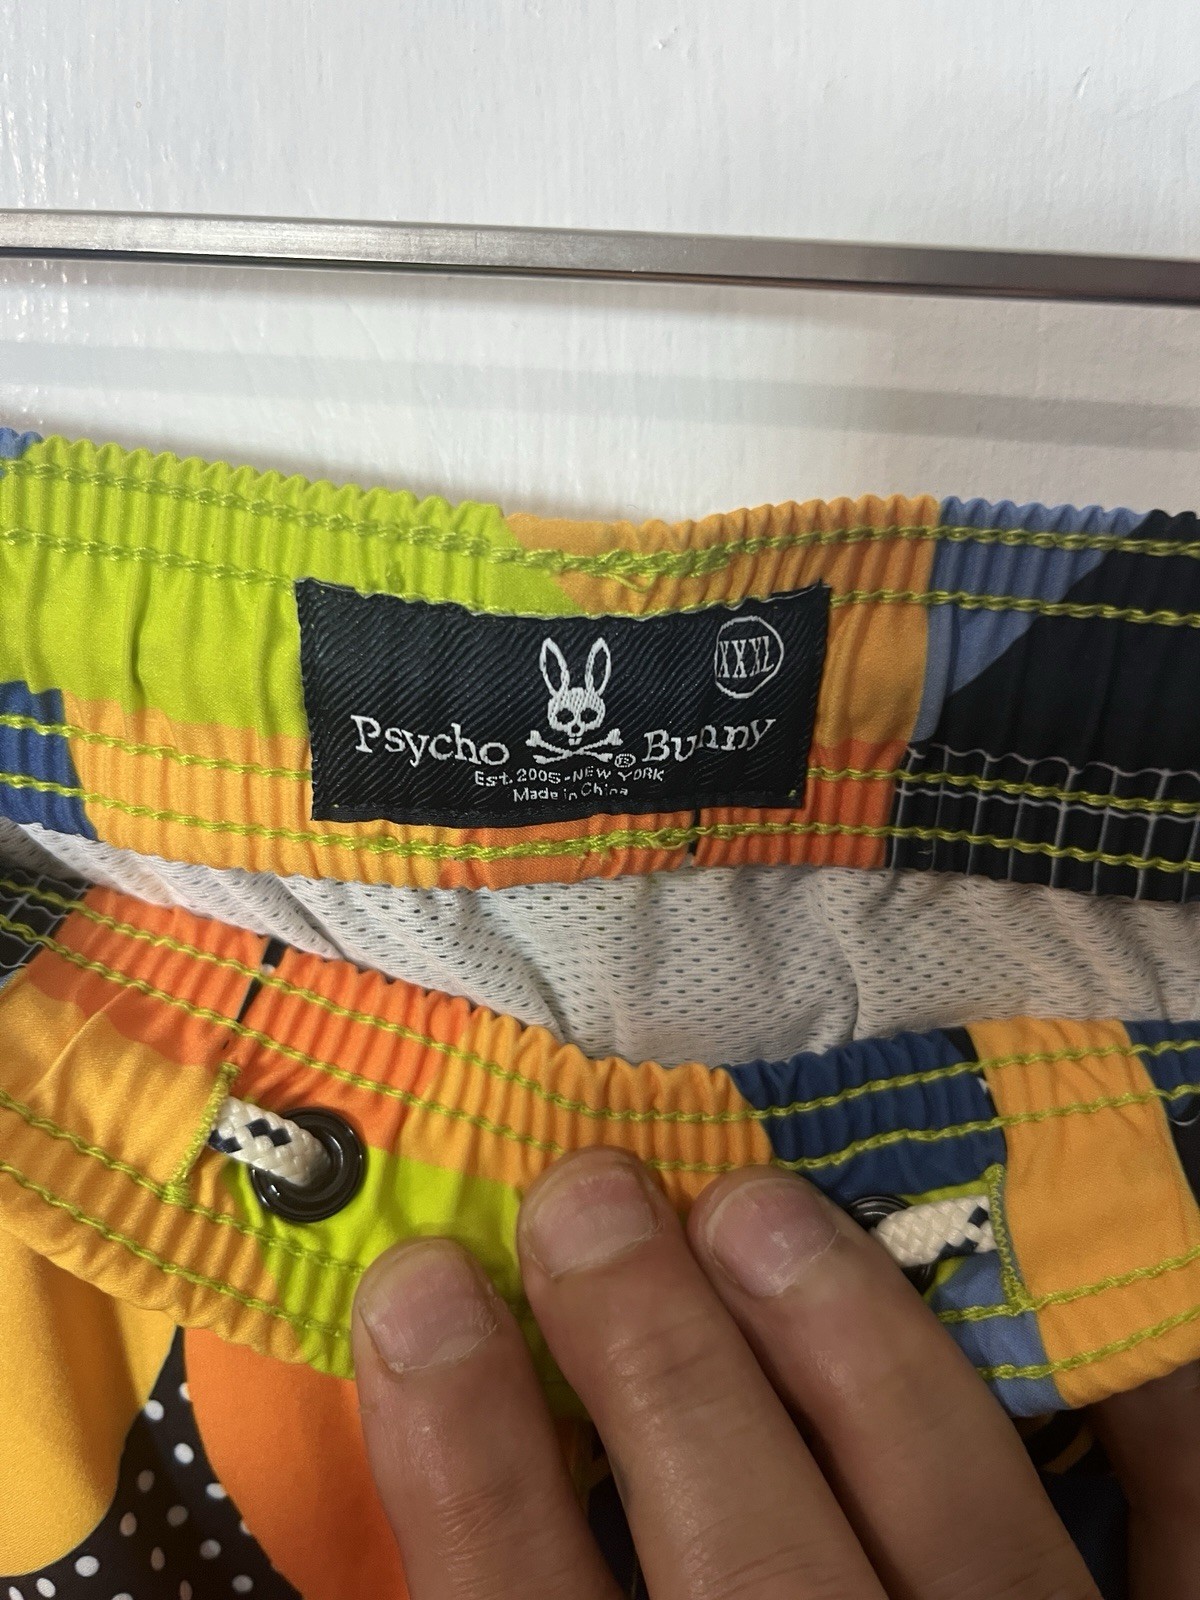 XXXL
Psycho Bunny®
Est. 2005-NEW YORK
Made in China